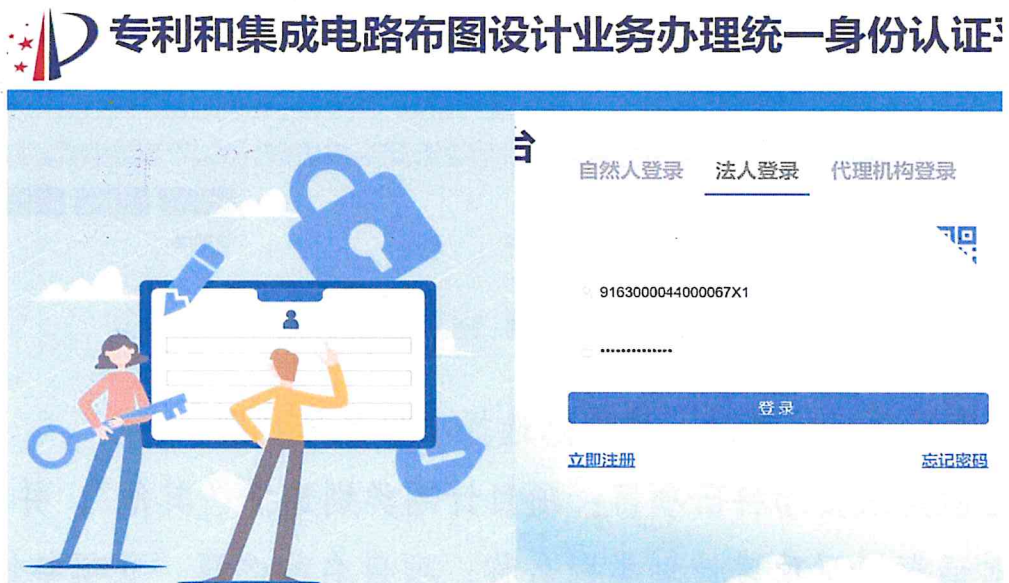 专利和集成电路布图设计业务办理统一身份认证平
台
自然人登录 法人登录 代理机构登录
9163000044000067X1
••••••••••••••
登录
立即注册 忘记密码